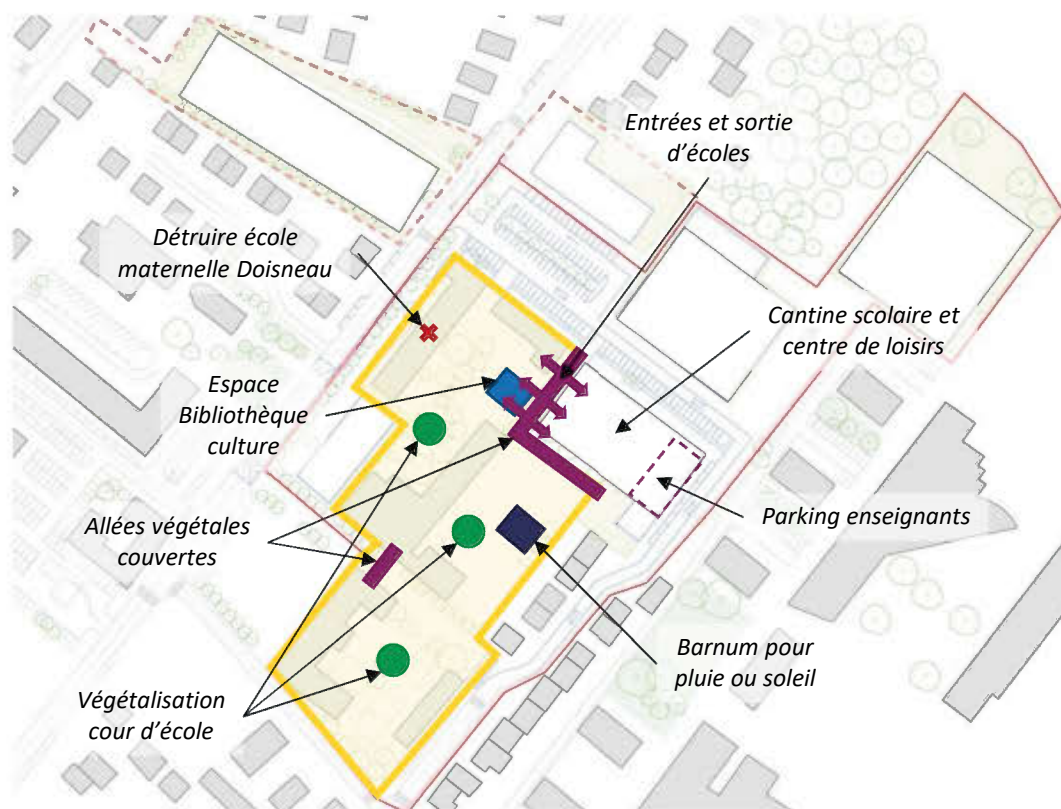 Entrées et sortie
d’écoles
Détruire école
maternelle Doisneau
Cantine scolaire et
centre de loisirs
Espace
Bibliothèque
culture
Allées végétales
couvertes
Parking enseignants
Barnum pour
pluie ou soleil
Végétalisation
cour d’école